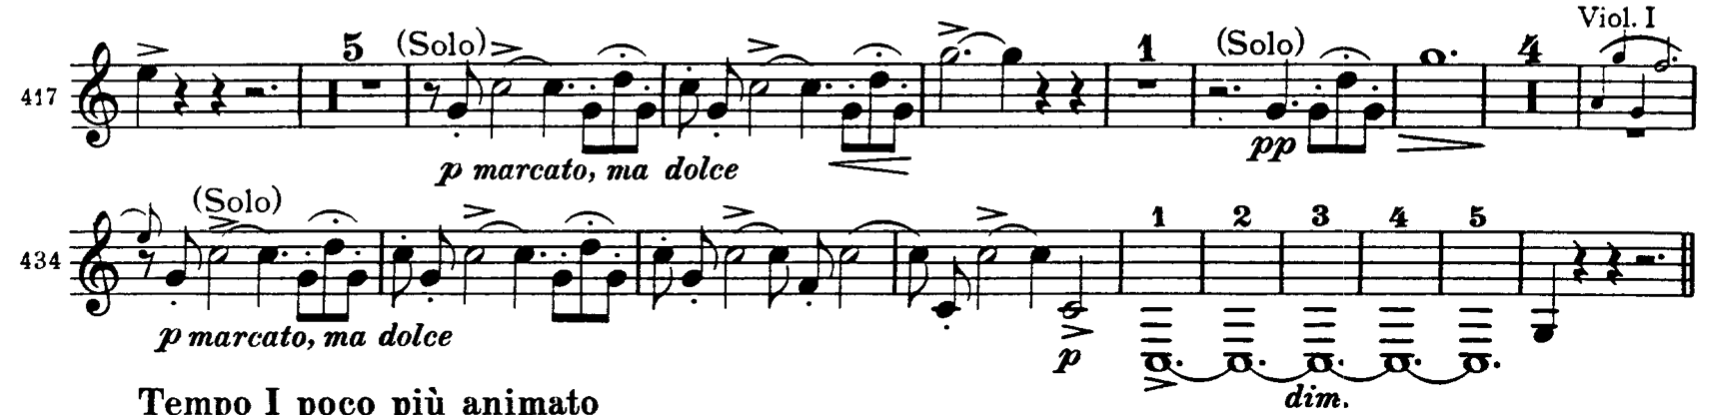 Viol. I
5 (Solo) 1 (Solo) 4
417
p marcato, ma dolce pp
(Solo)
1 2 3 4 5
434
p marcato, ma dolce p
dim.
Tempo I poco più animato